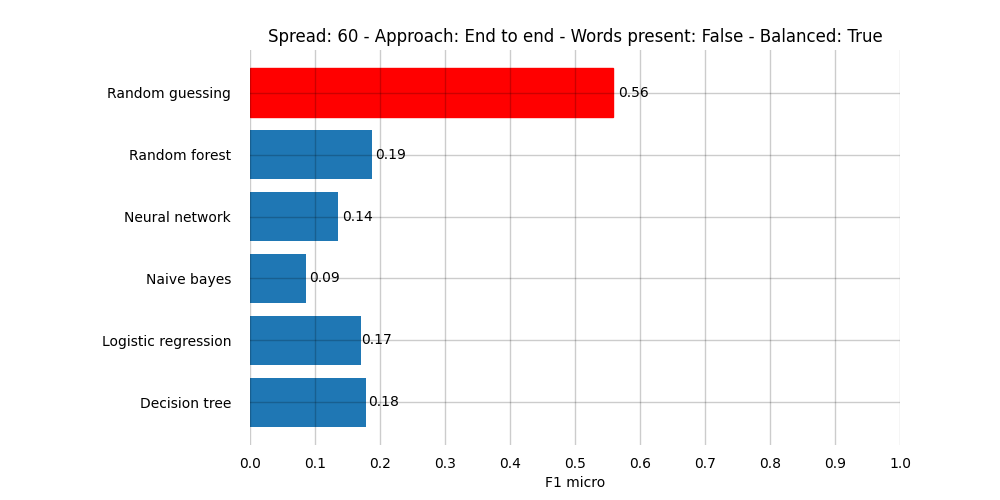 Spread: 60 - Approach: End to end - Words present: False - Balanced: True
Random guessing
0.56
Random forest
0.19
Neural network
0.14
Naive bayes
0.09
Logistic regression
0.17
Decision tree
0.18
0.0 0.1 0.2 0.3 0.4 0.5 0.6 0.7 0.8 0.9 1.0
F1 micro